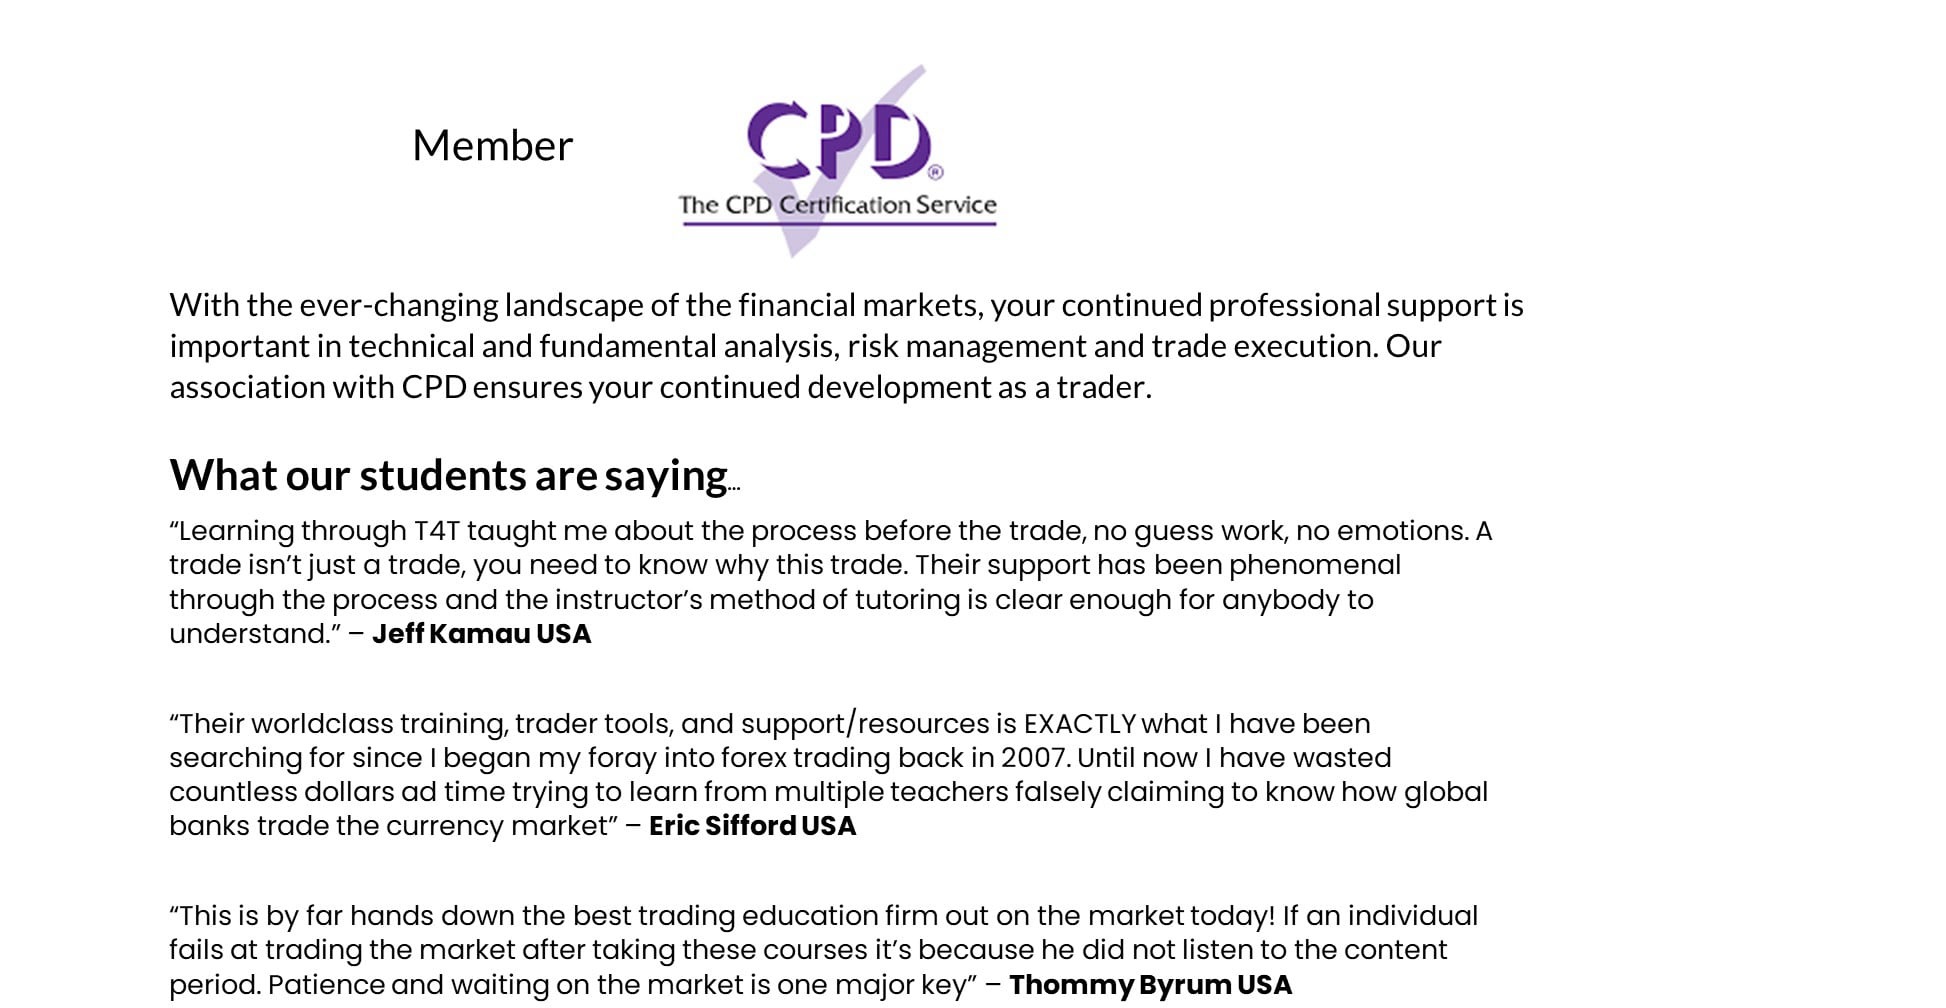 Member
CPD®
The CPD Certification Service
With the ever-changing landscape of the financial markets, your continued professional support is
important in technical and fundamental analysis, risk management and trade execution. Our
association with CPD ensures your continued development as a trader.
What our students are saying...
“Learning through T4T taught me about the process before the trade, no guess work, no emotions. A
trade isn’t just a trade, you need to know why this trade. Their support has been phenomenal
through the process and the instructor’s method of tutoring is clear enough for anybody to
understand.” – Jeff Kamau USA
“Their worldclass training, trader tools, and support/resources is EXACTLY what I have been
searching for since I began my foray into forex trading back in 2007. Until now I have wasted
countless dollars ad time trying to learn from multiple teachers falsely claiming to know how global
banks trade the currency market” – Eric Sifford USA
“This is by far hands down the best trading education firm out on the market today! If an individual
fails at trading the market after taking these courses it’s because he did not listen to the content
period. Patience and waiting on the market is one major key” – Thommy Byrum USA